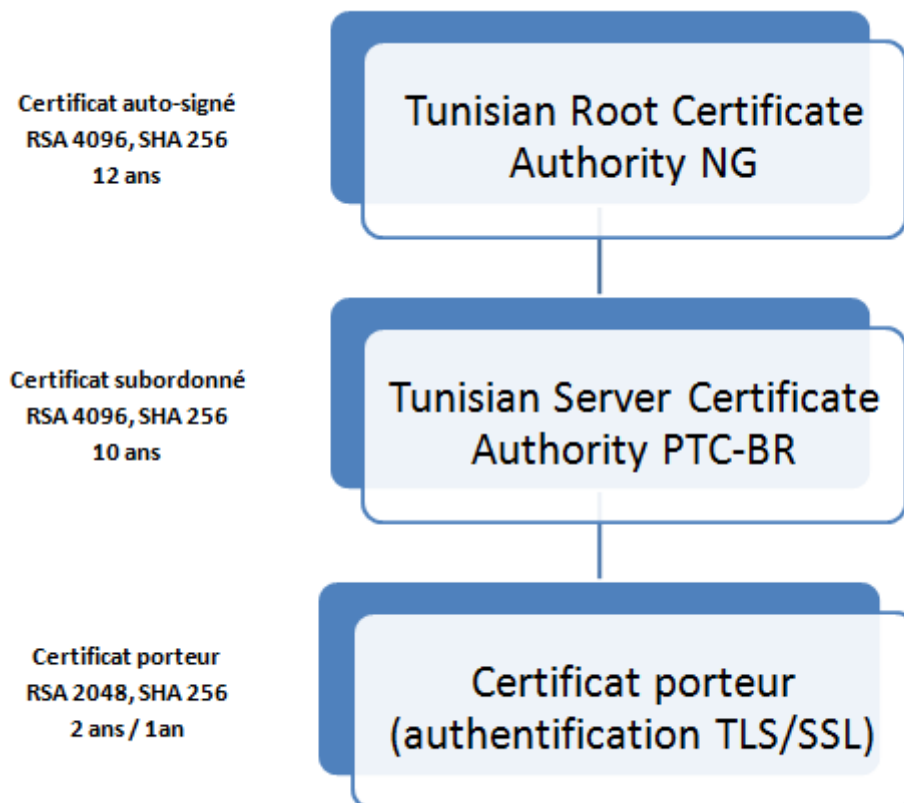 Certificat auto-signé
RSA 4096, SHA 256
12 ans
Tunisian Root Certificate
Authority NG
Certificat subordonné
RSA 4096, SHA 256
10 ans
Tunisian Server Certificate
Authority PTC-BR
Certificat porteur
RSA 2048, SHA 256
2 ans / 1an
Certificat porteur
(authentification TLS/SSL)